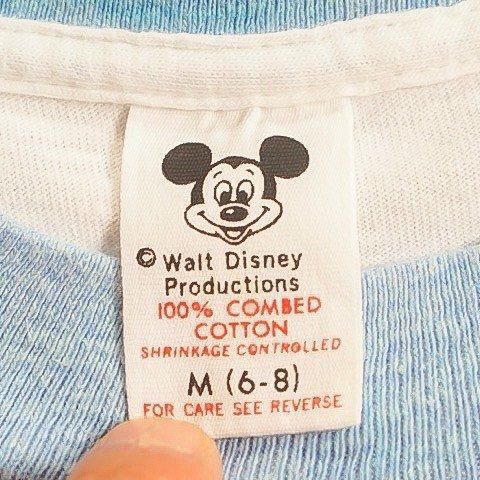 © Walt Disney
Productions
100% COMBED
COTTON
SHRINKAGE CONTROLLED
M (6-8)
FOR CARE SEE REVERSE